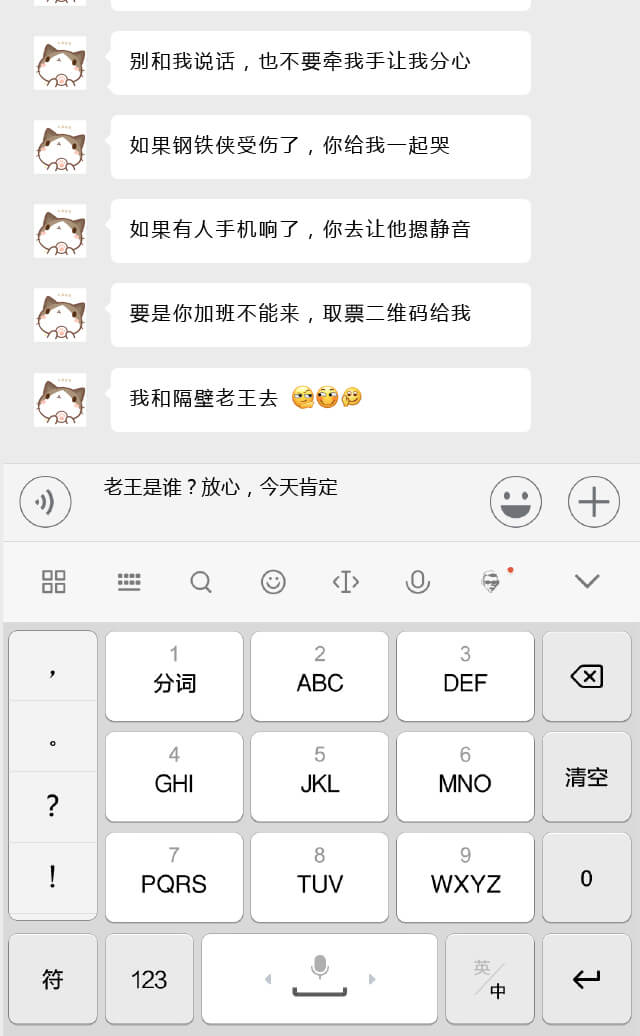 别和我说话，也不要牵我手让我分心
如果钢铁侠受伤了，你给我一起哭
如果有人手机响了，你去让他摁静音
要是你加班不能来，取票二维码给我
我和隔壁老王去
老王是谁？放心，今天肯定
，
。
？
！
1
分词
2
ABC
3
DEF
4
GHI
5
JKL
6
MNO
清空
7
PQRS
8
TUV
9
WXYZ
0
符
123
英/中